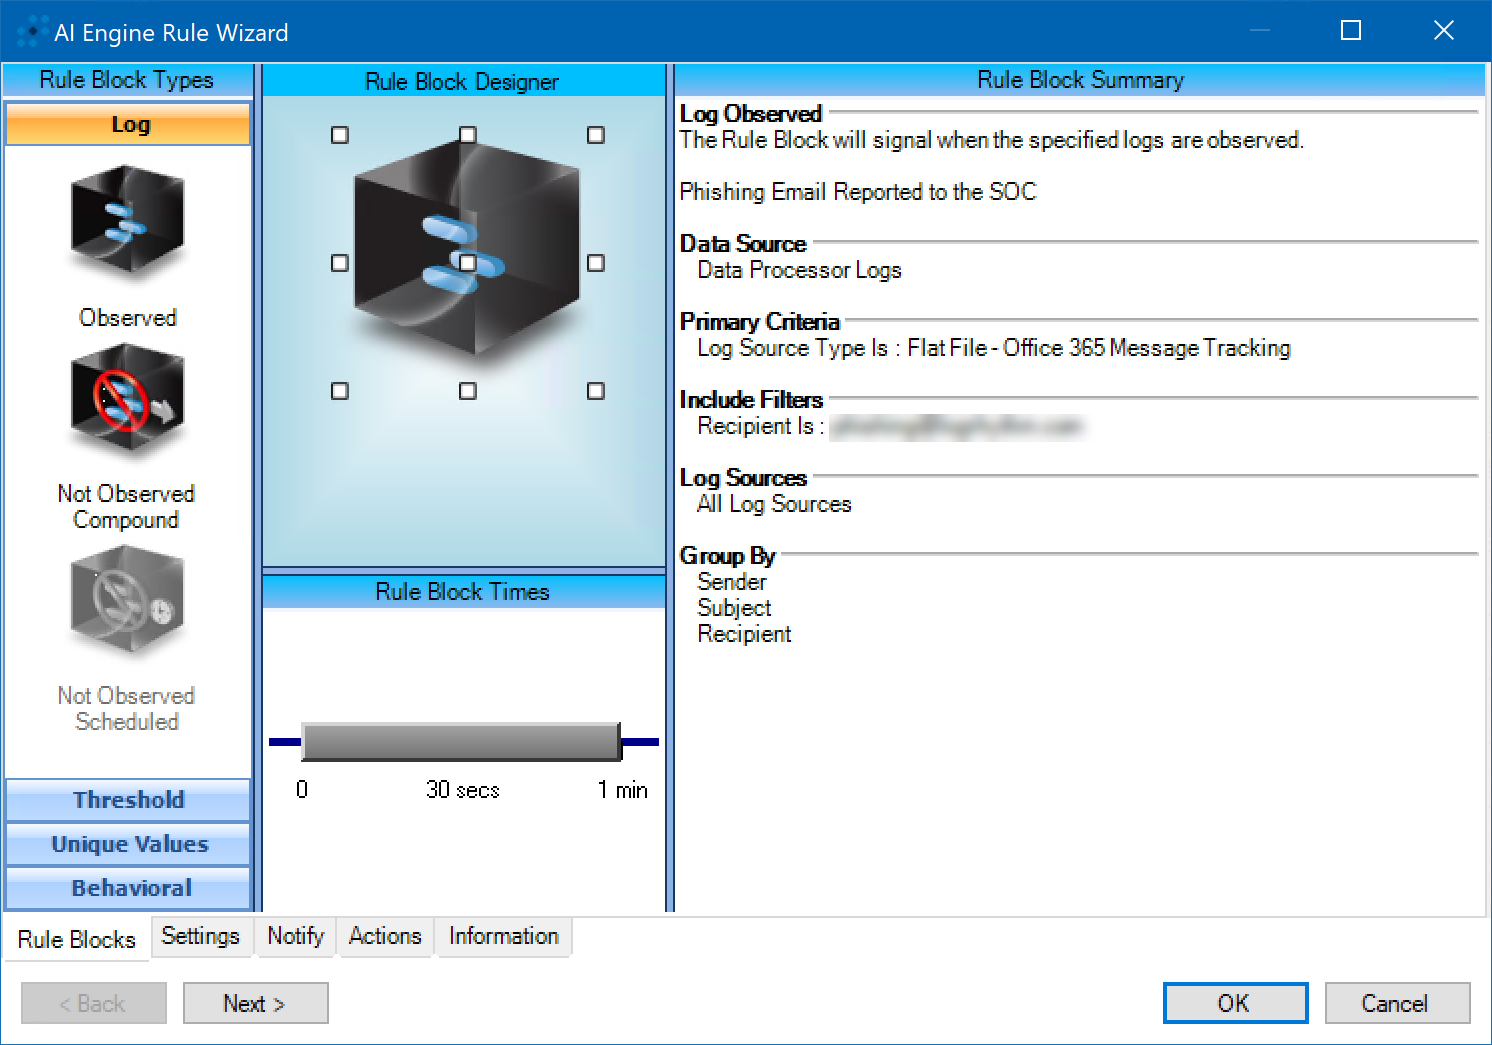 AI Engine Rule Wizard
Rule Block Types
Log
Observed
Not Observed
Compound
Not Observed
Scheduled
Threshold
Unique Values
Behavioral
Rule Block Designer
Rule Block Times
0 30 secs 1 min
Rule Block Summary
Log Observed
The Rule Block will signal when the specified logs are observed.
Phishing Email Reported to the SOC
Data Source
Data Processor Logs
Primary Criteria
Log Source Type Is : Flat File - Office 365 Message Tracking
Include Filters
Recipient Is :
Log Sources
All Log Sources
Group By
Sender
Subject
Recipient
Rule Blocks Settings Notify Actions Information
< Back Next > OK Cancel